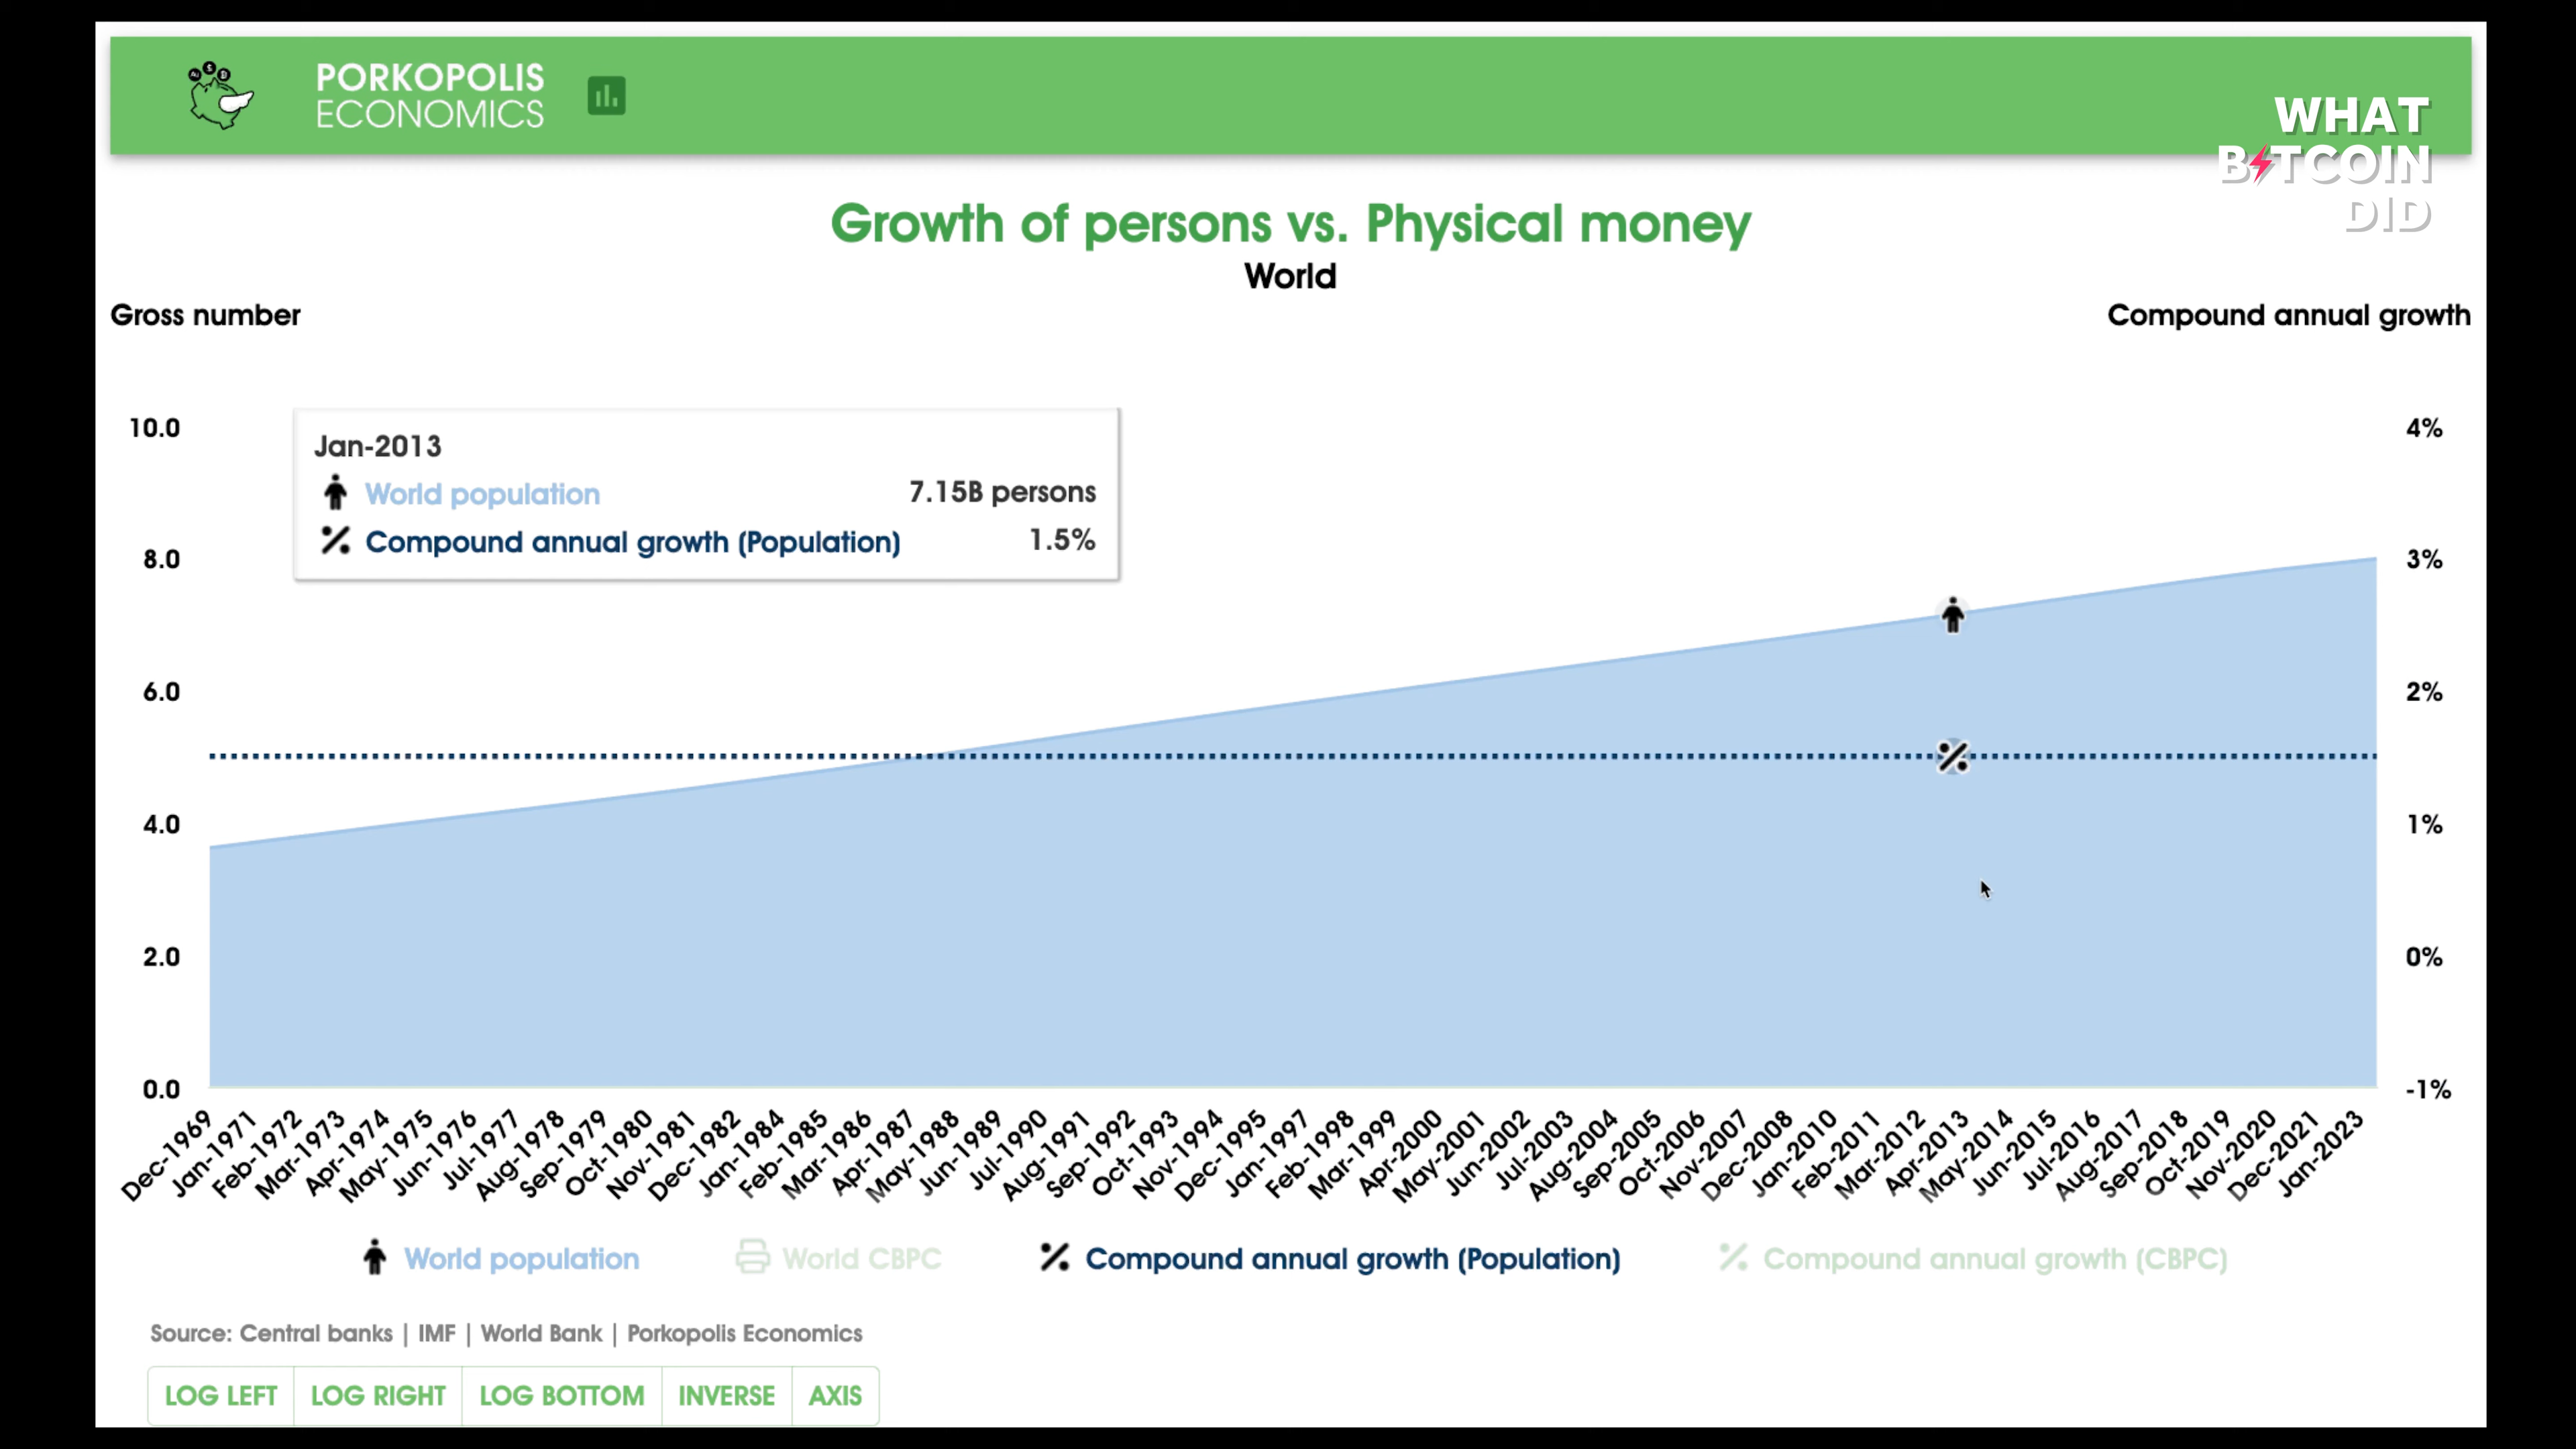 PORKOPOLIS
ECONOMICS
WHAT
BITCOIN
DID
Growth of persons vs. Physical money
World
Gross number
Compound annual growth
10.0
8.0
6.0
4.0
2.0
0.0
Jan-2013
World population 7.15B persons
Compound annual growth (Population) 1.5%
4%
3%
2%
1%
0%
-1%
Dec-1969
Jan-1971
Feb-1972
Mar-1973
Apr-1974
May-1975
Jun-1976
Jul-1977
Aug-1978
Sep-1979
Oct-1980
Nov-1981
Dec-1982
Jan-1984
Feb-1985
Mar-1986
Apr-1987
May-1988
Jun-1989
Jul-1990
Aug-1991
Sep-1992
Oct-1993
Nov-1994
Dec-1995
Jan-1997
Feb-1998
Mar-1999
Apr-2000
May-2001
Jun-2002
Jul-2003
Aug-2004
Sep-2005
Oct-2006
Nov-2007
Dec-2008
Jan-2010
Feb-2011
Mar-2012
Apr-2013
May-2014
Jun-2015
Jul-2016
Aug-2017
Sep-2018
Oct-2019
Nov-2020
Dec-2021
Jan-2023
World population World CBPC Compound annual growth (Population) Compound annual growth (CBPC)
Source: Central banks | IMF | World Bank | Porkopolis Economics
LOG LEFT LOG RIGHT LOG BOTTOM INVERSE AXIS